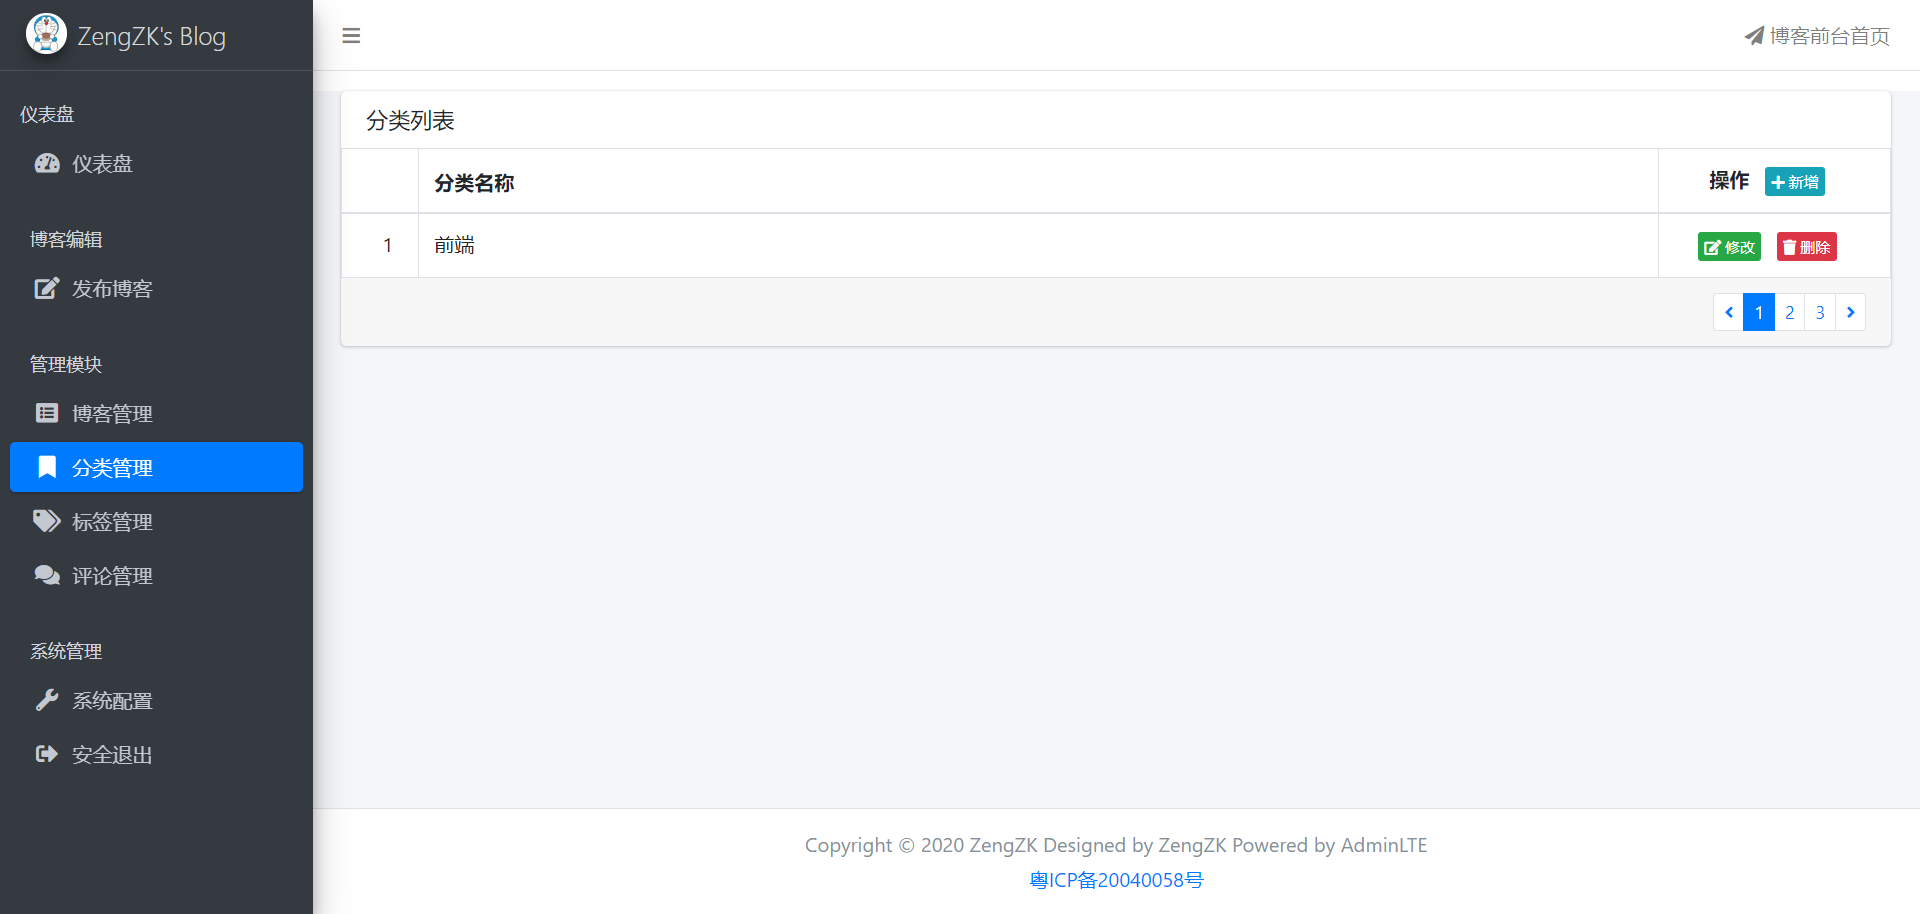 ZengZK's Blog
博客前台首页
仪表盘
仪表盘
博客编辑
发布博客
管理模块
博客管理
分类管理
标签管理
评论管理
系统管理
系统配置
安全退出
分类列表
分类名称 操作 新增
1 前端 修改 删除
1 2 3
Copyright © 2020 ZengZK Designed by ZengZK Powered by AdminLTE
粤ICP备20040058号